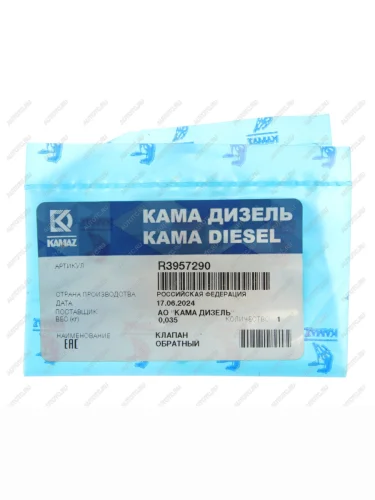 КАМА ДИЗЕЛЬ
KAMA DIESEL
KAMAZ
АРТИКУЛ R3957290
СТРАНА ПРОИЗВОДСТВА РОССИЙСКАЯ ФЕДЕРАЦИЯ
ДАТА 17.06.2024
ПОСТАВЩИК АО "КАМА ДИЗЕЛЬ"
ВЕС (КГ) 0,035 КОЛИЧЕСТВО 1
НАИМЕНОВАНИЕ КЛАПАН
ОБРАТНЫЙ
EAC